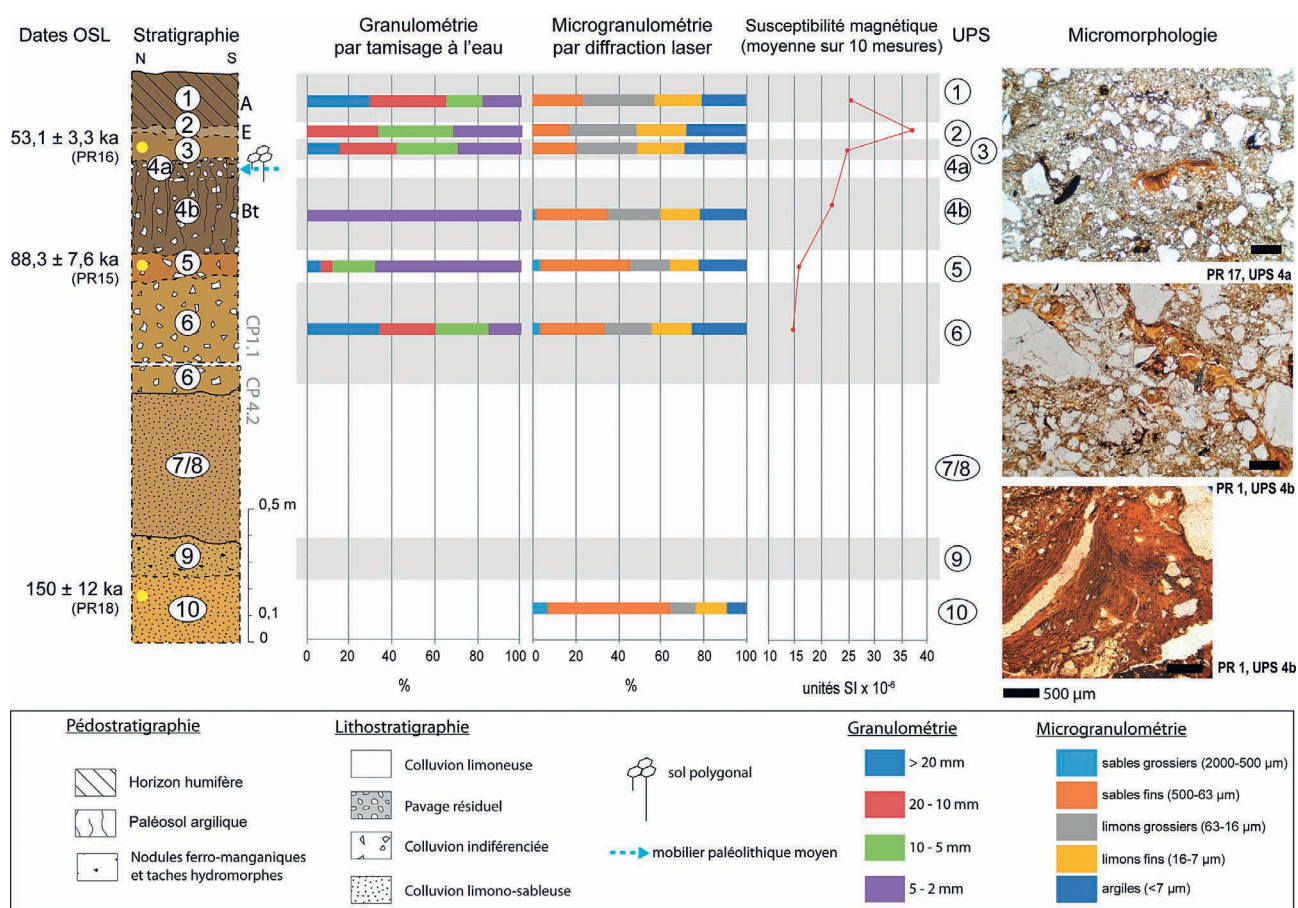 Dates OSL
Stratigraphie
N S
Granulométrie
par tamisage à l'eau
Microgranulométrie
par diffraction laser
Susceptibilité magnétique
(moyenne sur 10 mesures)
UPS
Micromorphologie
1
A
2
E
53,1 ± 3,3 ka
(PR16)
3
4a
4b
Bt
88,3 ± 7,6 ka
(PR15)
5
6
CP1.1
6
CP 4.2
7/8
0,5 m
9
150 ± 12 ka
(PR18)
10
0,1
0
0 20 40 60 80 100
%
0 20 40 60 80 100
%
10 15 20 25 30 35 40
unités SI x 10⁻⁶
1
2
3
4a
4b
5
6
7/8
9
10
PR 17, UPS 4a
PR 1, UPS 4b
PR 1, UPS 4b
500 µm
Pédostratigraphie
Horizon humifère
Paléosol argilique
Nodules ferro-manganiques
et taches hydromorphes
Lithostratigraphie
Colluvion limoneuse
Pavage résiduel
Colluvion indiférenciée
Colluvion limono-sableuse
sol polygonal
mobilier paléolithique moyen
Granulométrie
> 20 mm
20 - 10 mm
10 - 5 mm
5 - 2 mm
Microgranulométrie
sables grossiers (2000-500 µm)
sables fins (500-63 µm)
limons grossiers (63-16 µm)
limons fins (16-7 µm)
argiles (<7 µm)